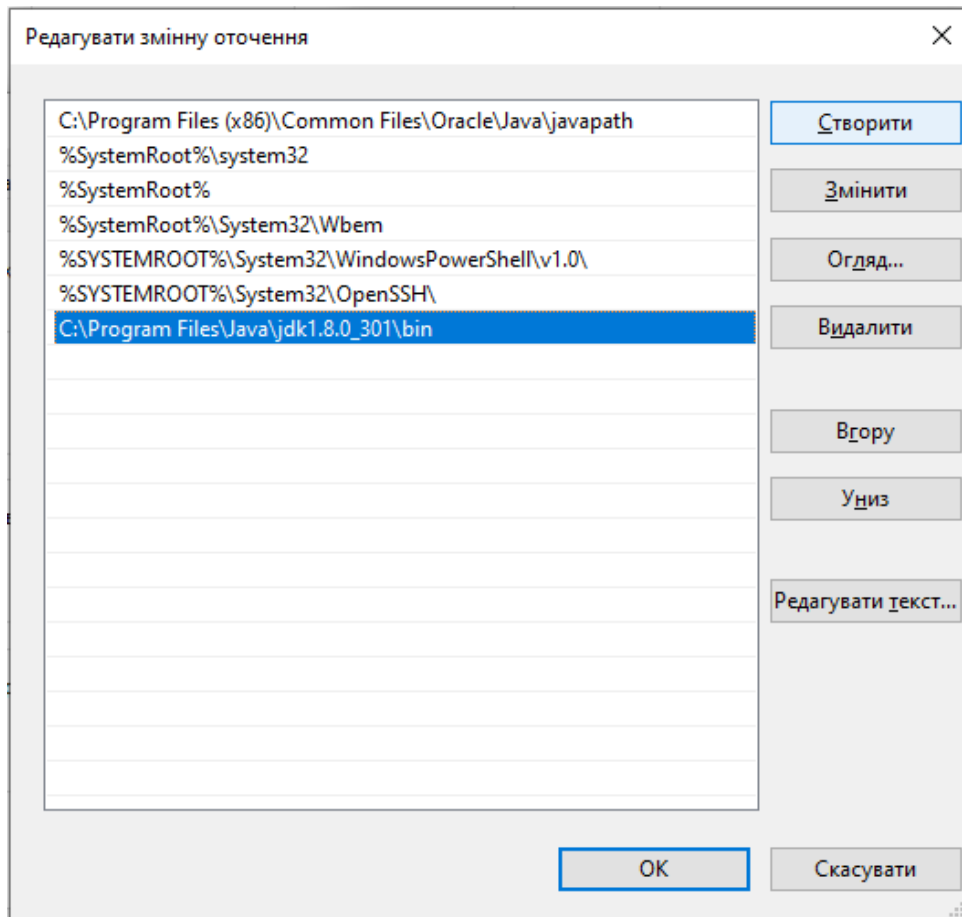 Редагувати змінну оточення
C:\Program Files (x86)\Common Files\Oracle\Java\javapath
%SystemRoot%\system32
%SystemRoot%
%SystemRoot%\System32\Wbem
%SYSTEMROOT%\System32\WindowsPowerShell\v1.0\
%SYSTEMROOT%\System32\OpenSSH\
C:\Program Files\Java\jdk1.8.0_301\bin
Створити
Змінити
Огляд...
Видалити
Вгору
Униз
Редагувати текст...
ОК
Скасувати